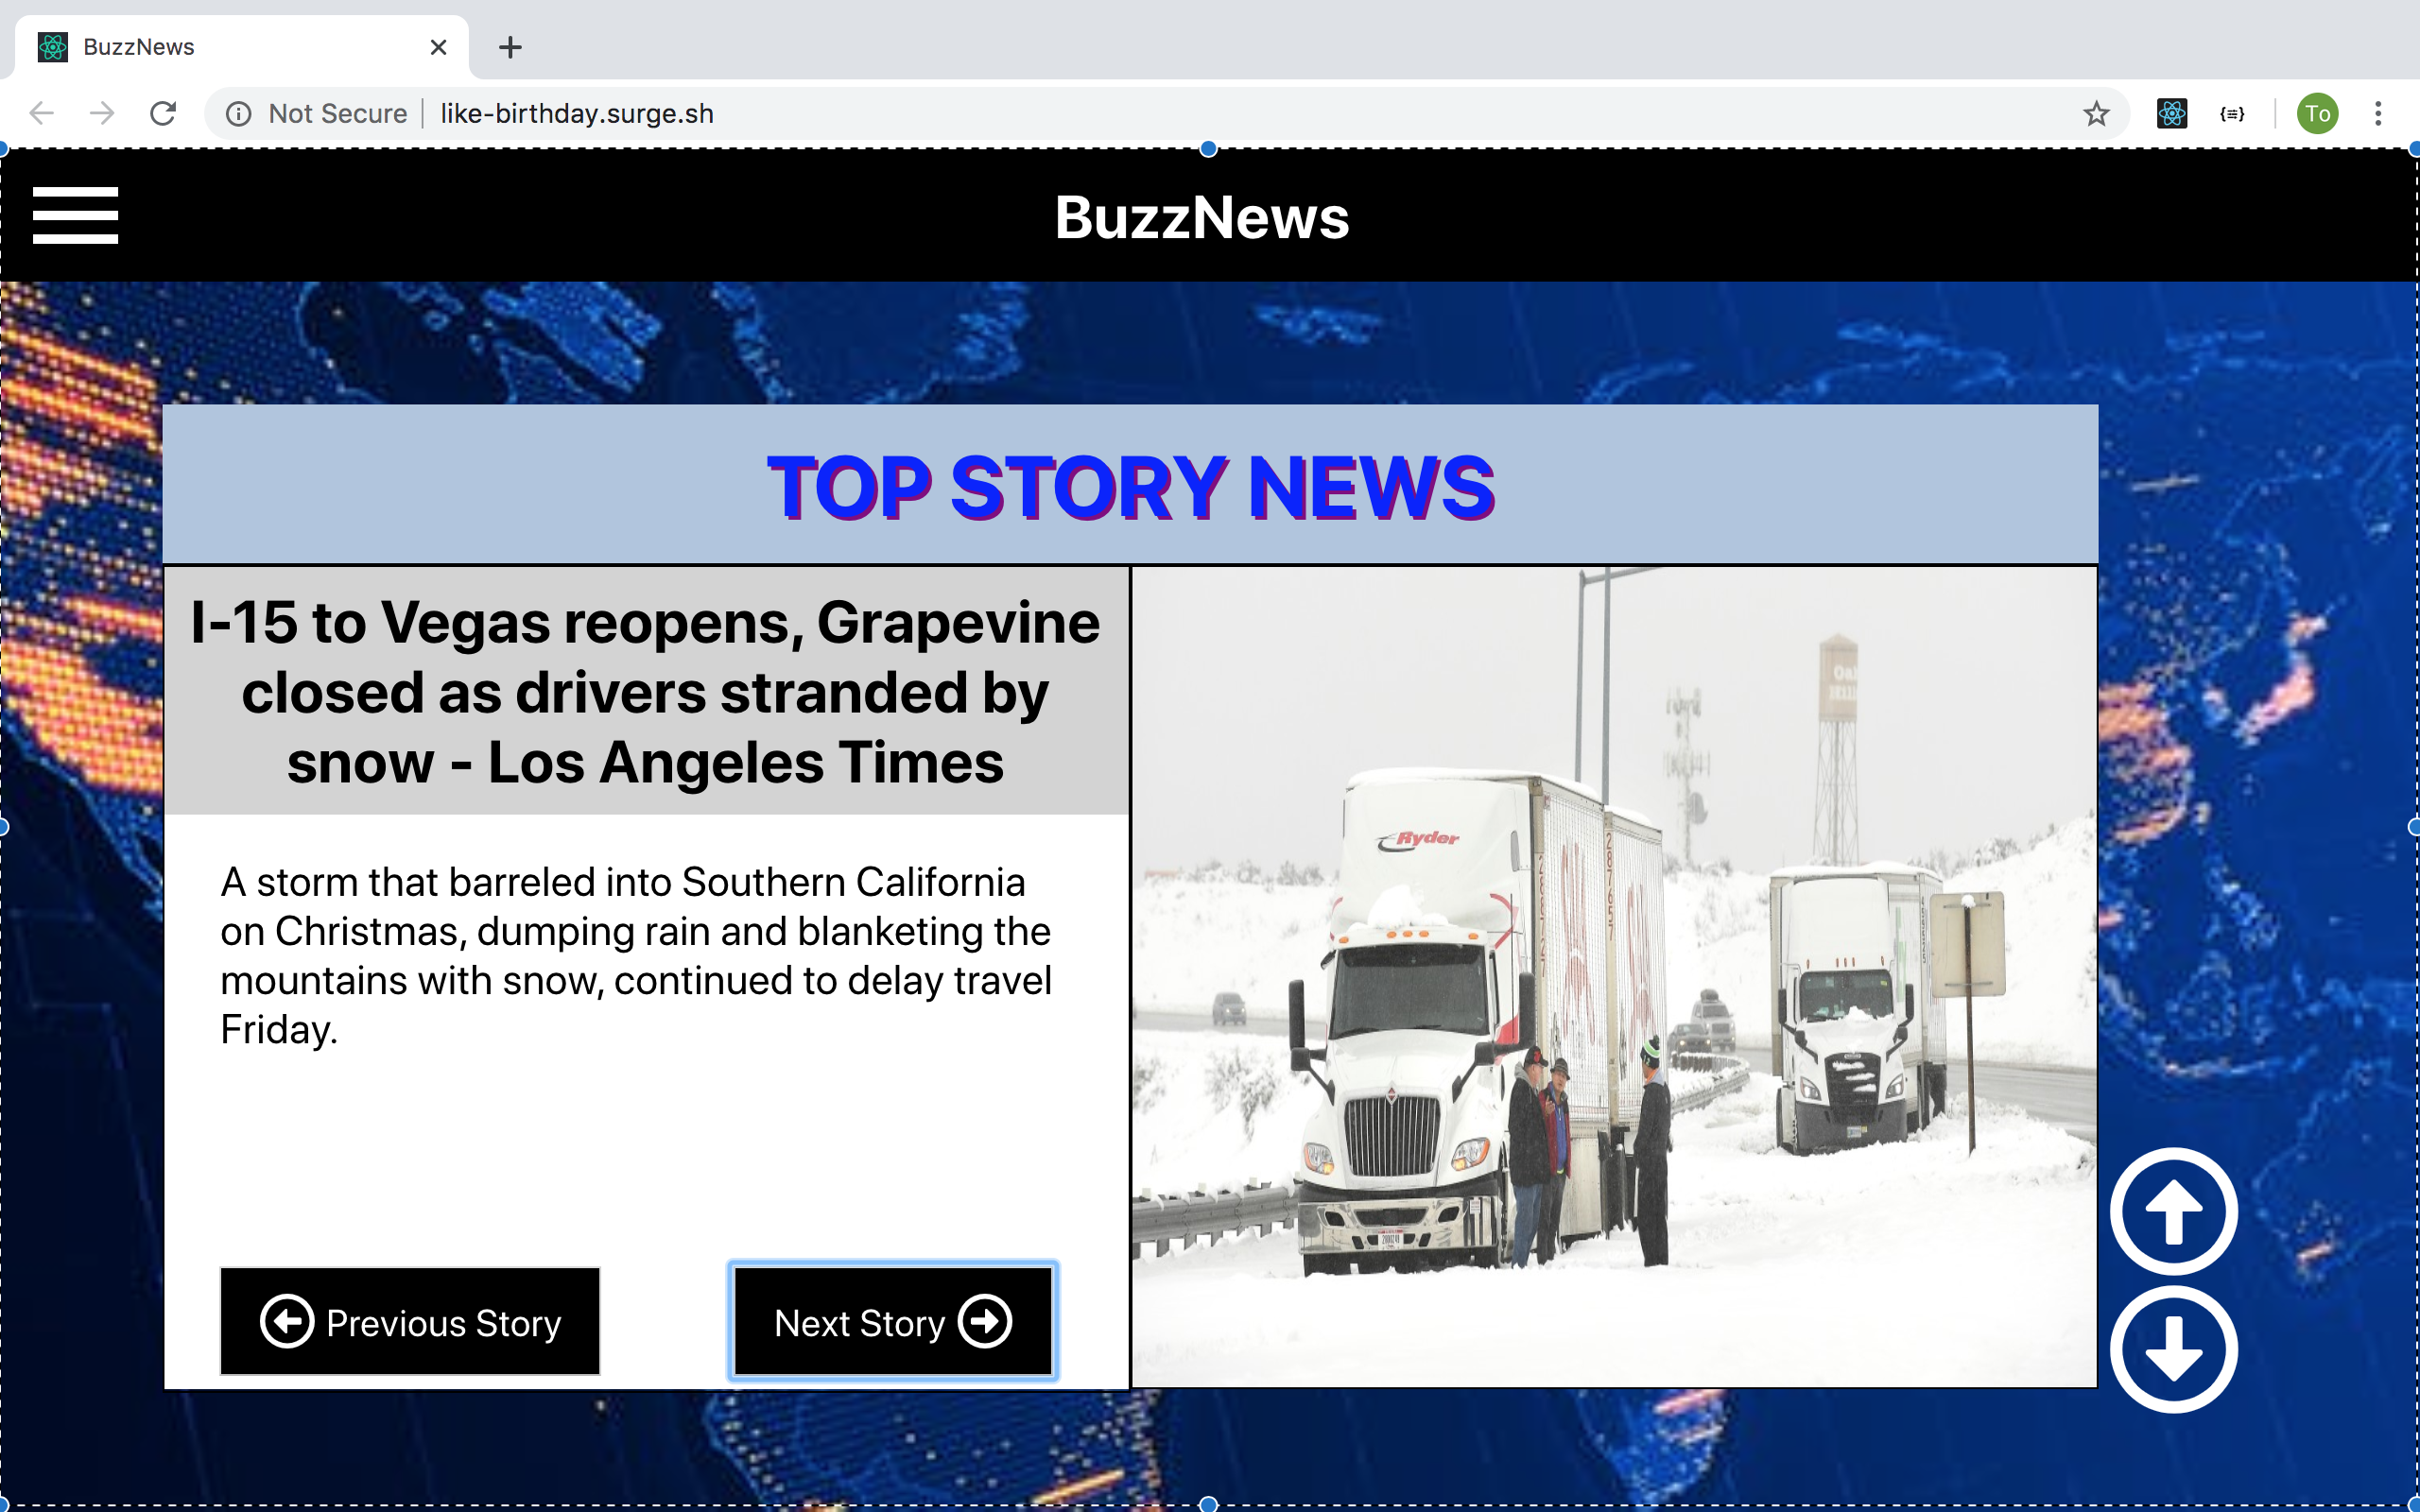 BuzzNews
Not Secure
like-birthday.surge.sh
To
BuzzNews
TOP STORY NEWS
I-15 to Vegas reopens, Grapevine
closed as drivers stranded by
snow - Los Angeles Times
A storm that barreled into Southern California
on Christmas, dumping rain and blanketing the
mountains with snow, continued to delay travel
Friday.
Previous Story
Next Story
Ryder